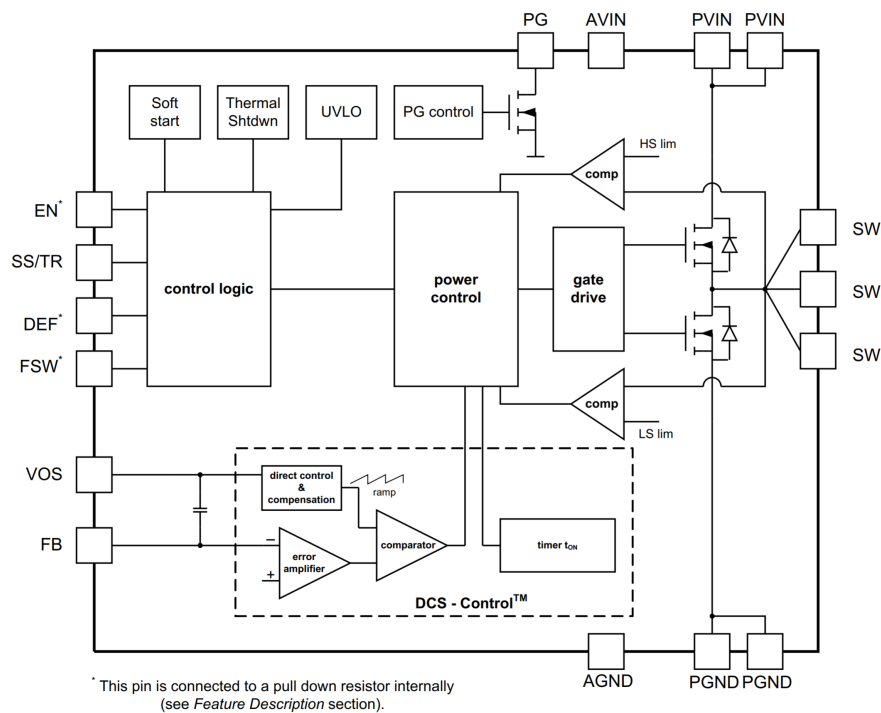 PG
AVIN
PVIN
PVIN
Soft
start
Thermal
Shtdwn
UVLO
PG control
HS lim
comp
EN*
SS/TR
DEF*
FSW*
control logic
power
control
gate
drive
SW
SW
SW
comp
LS lim
VOS
FB
direct control
&
compensation
ramp
–
+
error
amplifier
comparator
timer tON
DCS - Control™
AGND
PGND
PGND
* This pin is connected to a pull down resistor internally
(see Feature Description section).